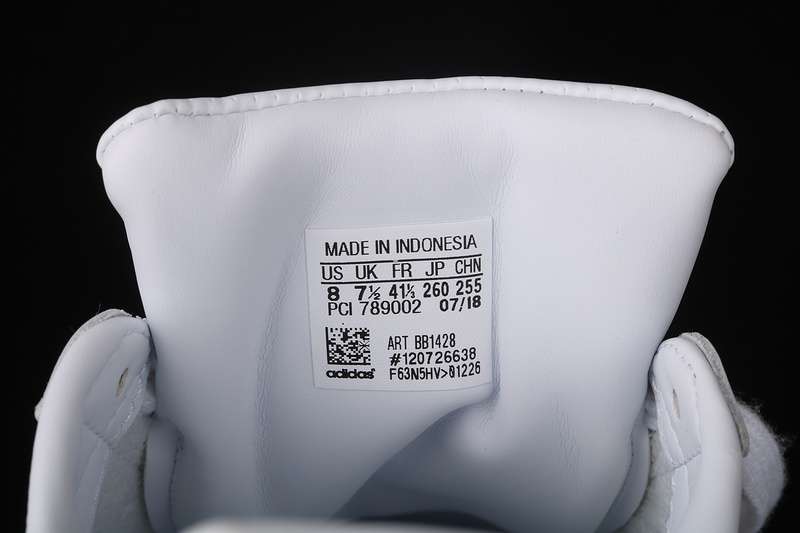 MADE IN INDONESIA
US UK FR JP CHN
8 7½ 41⅓ 260 255
PCI 789002 07/18
ART BB1428
#120726638
adidas F63N5HV>01226